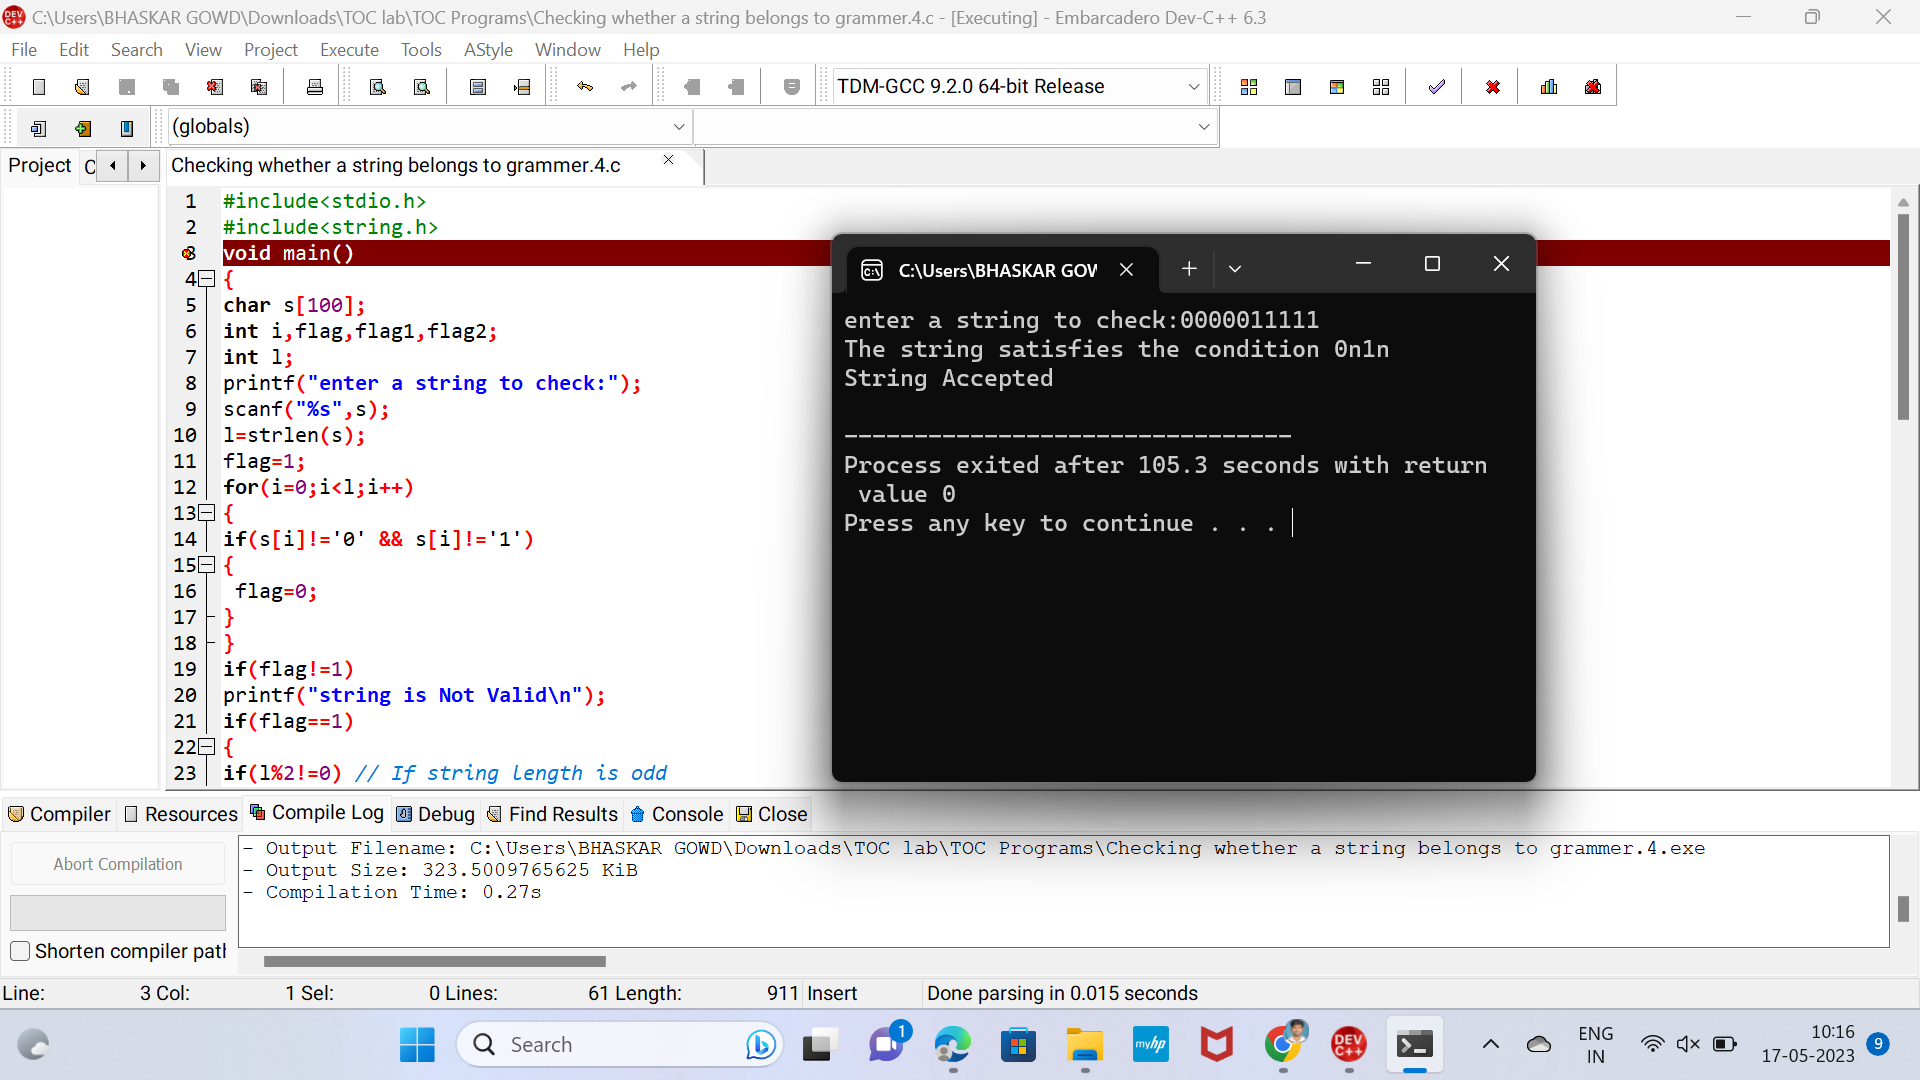 C:\Users\BHASKAR GOWD\Downloads\TOC lab\TOC Programs\Checking whether a string belongs to grammer.4.c - [Executing] - Embarcadero Dev-C++ 6.3
File Edit Search View Project Execute Tools AStyle Window Help
TDM-GCC 9.2.0 64-bit Release
(globals)
Project C Checking whether a string belongs to grammer.4.c
1 #include<stdio.h>
2 #include<string.h>
3 void main()
4 {
5 char s[100];
6 int i,flag,flag1,flag2;
7 int l;
8 printf("enter a string to check:");
9 scanf("%s",s);
10 l=strlen(s);
11 flag=1;
12 for(i=0;i<l;i++)
13 {
14 if(s[i]!='0' && s[i]!='1')
15 {
16 flag=0;
17 }
18 }
19 if(flag!=1)
20 printf("string is Not Valid\n");
21 if(flag==1)
22 {
23 if(l%2!=0) // If string length is odd
C:\Users\BHASKAR GOW
enter a string to check:0000011111
The string satisfies the condition 0n1n
String Accepted
--------------------------------
Process exited after 105.3 seconds with return
value 0
Press any key to continue . . .
Compiler Resources Compile Log Debug Find Results Console Close
Abort Compilation
Shorten compiler path
- Output Filename: C:\Users\BHASKAR GOWD\Downloads\TOC lab\TOC Programs\Checking whether a string belongs to grammer.4.exe
- Output Size: 323.5009765625 KiB
- Compilation Time: 0.27s
Line: 3 Col: 1 Sel: 0 Lines: 61 Length: 911 Insert Done parsing in 0.015 seconds
Search
1
myhp
DEV C++
ENG
IN
10:16
17-05-2023
9